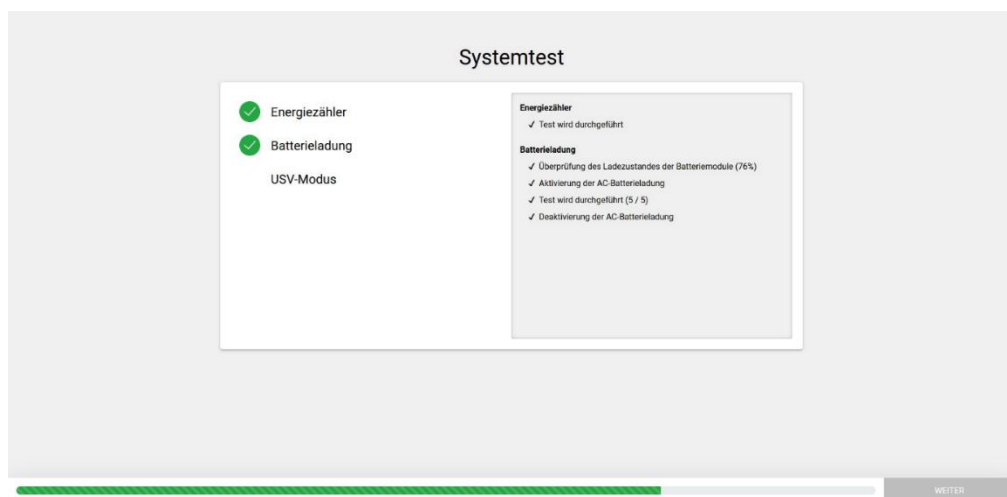 Systemtest
Energiezähler
Batterieladung
USV-Modus
Energiezähler
✓ Test wird durchgeführt
Batterieladung
✓ Überprüfung des Ladezustandes der Batteriemodule (76%)
✓ Aktivierung der AC-Batterieladung
✓ Test wird durchgeführt (5 / 5)
✓ Deaktivierung der AC-Batterieladung
WEITER